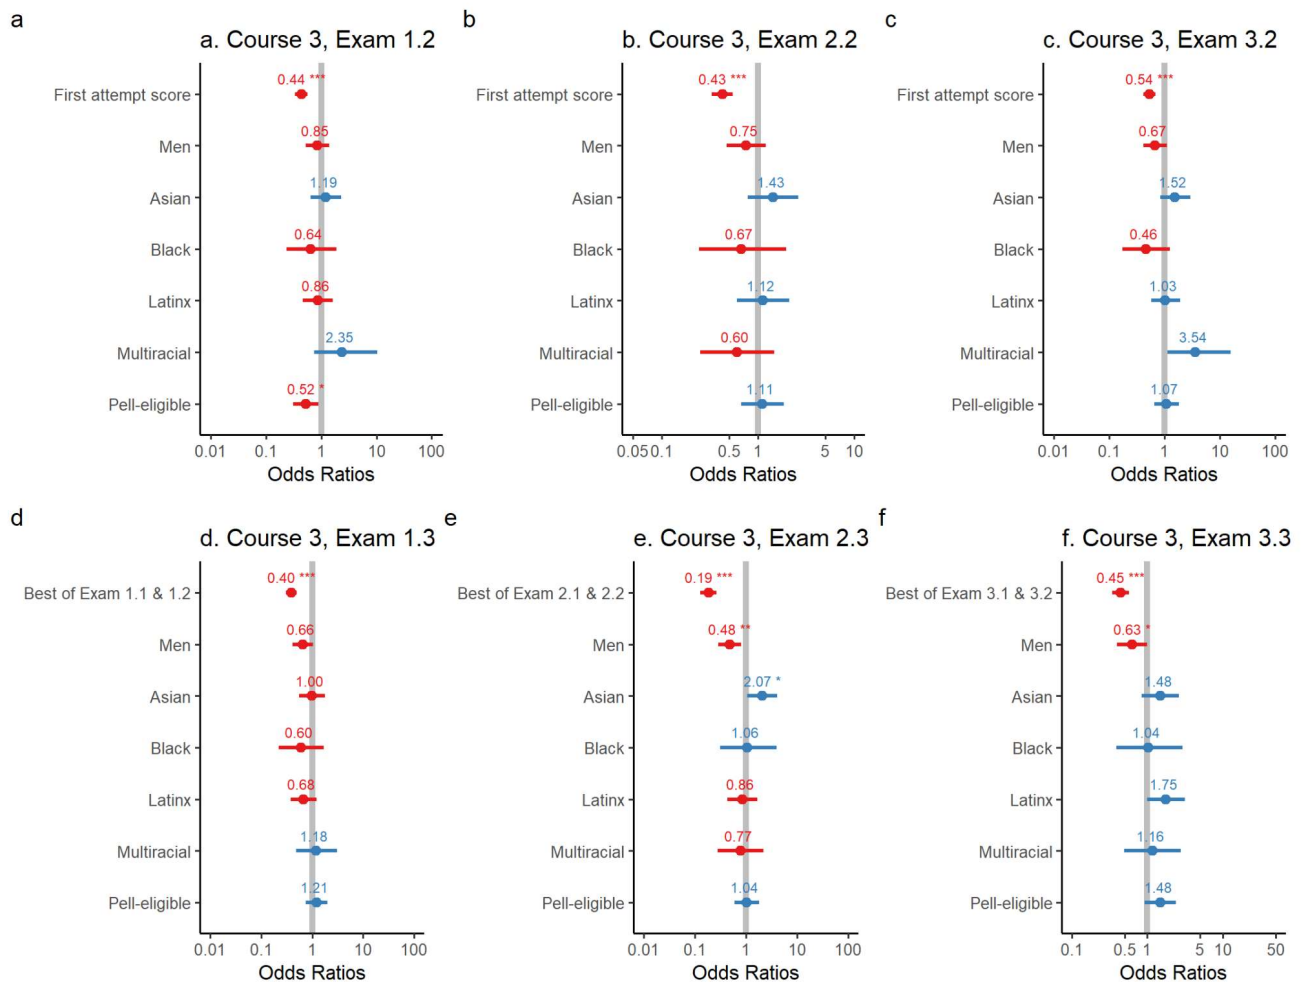 a
a. Course 3, Exam 1.2
First attempt score
0.44 ***
Men
0.85
Asian
1.19
Black
0.64
Latinx
0.86
Multiracial
2.35
Pell-eligible
0.52 *
0.01 0.1 1 10 100
Odds Ratios
b
b. Course 3, Exam 2.2
First attempt score
0.43 ***
Men
0.75
Asian
1.43
Black
0.67
Latinx
1.12
Multiracial
0.60
Pell-eligible
1.11
0.05 0.1 0.5 1 5 10
Odds Ratios
c
c. Course 3, Exam 3.2
First attempt score
0.54 ***
Men
0.67
Asian
1.52
Black
0.46
Latinx
1.03
Multiracial
3.54
Pell-eligible
1.07
0.01 0.1 1 10 100
Odds Ratios
d
d. Course 3, Exam 1.3
Best of Exam 1.1 & 1.2
0.40 ***
Men
0.66
Asian
1.00
Black
0.60
Latinx
0.68
Multiracial
1.18
Pell-eligible
1.21
0.01 0.1 1 10 100
Odds Ratios
e
e. Course 3, Exam 2.3
Best of Exam 2.1 & 2.2
0.19 ***
Men
0.48 **
Asian
2.07 *
Black
1.06
Latinx
0.86
Multiracial
0.77
Pell-eligible
1.04
0.01 0.1 1 10 100
Odds Ratios
f
f. Course 3, Exam 3.3
Best of Exam 3.1 & 3.2
0.45 ***
Men
0.63 *
Asian
1.48
Black
1.04
Latinx
1.75
Multiracial
1.16
Pell-eligible
1.48
0.1 0.5 1 5 10 50
Odds Ratios